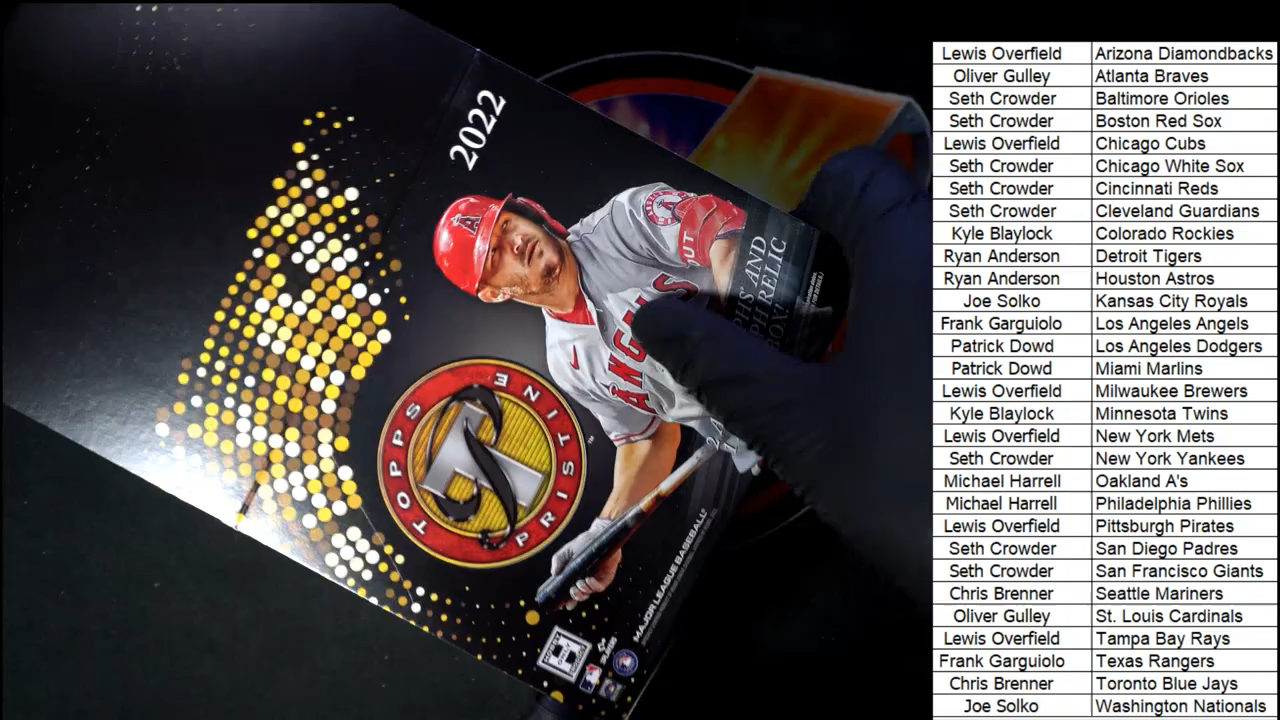 2022
TOPPS
PRISTINE
T
A
OUT
ANGELS
PHS' AND
PH RELIC
BOX!
MAJOR LEAGUE BASEBALL
Lewis Overfield Arizona Diamondbacks
Oliver Gulley Atlanta Braves
Seth Crowder Baltimore Orioles
Seth Crowder Boston Red Sox
Lewis Overfield Chicago Cubs
Seth Crowder Chicago White Sox
Seth Crowder Cincinnati Reds
Seth Crowder Cleveland Guardians
Kyle Blaylock Colorado Rockies
Ryan Anderson Detroit Tigers
Ryan Anderson Houston Astros
Joe Solko Kansas City Royals
Frank Garguiolo Los Angeles Angels
Patrick Dowd Los Angeles Dodgers
Patrick Dowd Miami Marlins
Lewis Overfield Milwaukee Brewers
Kyle Blaylock Minnesota Twins
Lewis Overfield New York Mets
Seth Crowder New York Yankees
Michael Harrell Oakland A's
Michael Harrell Philadelphia Phillies
Lewis Overfield Pittsburgh Pirates
Seth Crowder San Diego Padres
Seth Crowder San Francisco Giants
Chris Brenner Seattle Mariners
Oliver Gulley St. Louis Cardinals
Lewis Overfield Tampa Bay Rays
Frank Garguiolo Texas Rangers
Chris Brenner Toronto Blue Jays
Joe Solko Washington Nationals